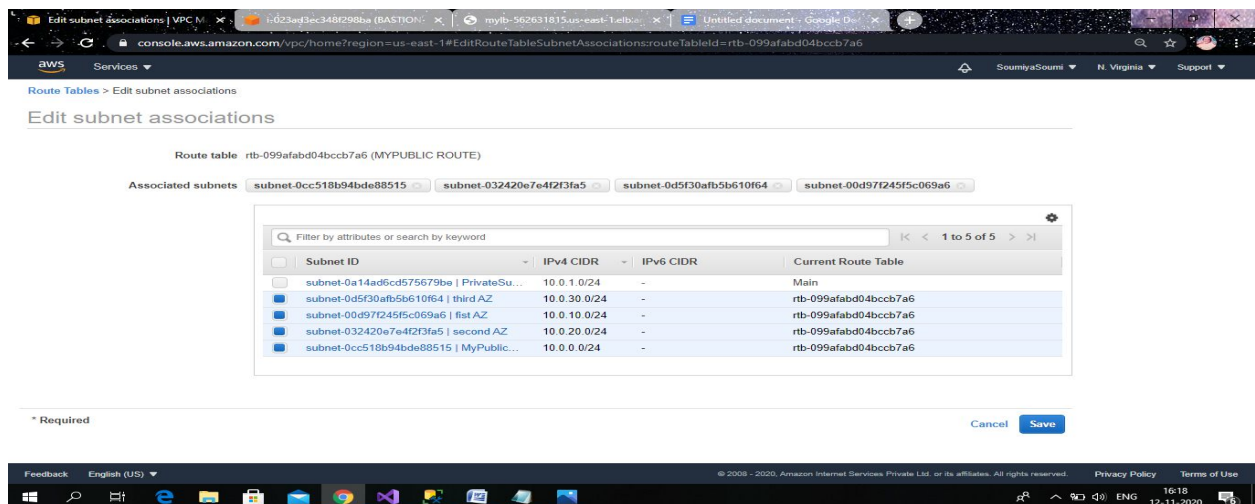 Edit subnet associations | VPC M
i-023ad3ec348f298ba (BASTION-
mylb-562631815.us-east-1.elb.a
Untitled document - Google Do
console.aws.amazon.com/vpc/home?region=us-east-1#EditRouteTableSubnetAssociations:routeTableId=rtb-099afabd04bccb7a6
aws Services SoumiyaSoumi N. Virginia Support
Route Tables > Edit subnet associations
Edit subnet associations
Route table rtb-099afabd04bccb7a6 (MYPUBLIC ROUTE)
Associated subnets subnet-0cc518b94bde88515 subnet-032420e7e4f2f3fa5 subnet-0d5f30afb5b610f64 subnet-00d97f245f5c069a6
Filter by attributes or search by keyword 1 to 5 of 5
Subnet ID IPv4 CIDR IPv6 CIDR Current Route Table
subnet-0a14ad6cd575679be | PrivateSu... 10.0.1.0/24 - Main
subnet-0d5f30afb5b610f64 | third AZ 10.0.30.0/24 - rtb-099afabd04bccb7a6
subnet-00d97f245f5c069a6 | fist AZ 10.0.10.0/24 - rtb-099afabd04bccb7a6
subnet-032420e7e4f2f3fa5 | second AZ 10.0.20.0/24 - rtb-099afabd04bccb7a6
subnet-0cc518b94bde88515 | MyPublic... 10.0.0.0/24 - rtb-099afabd04bccb7a6
* Required Cancel Save
Feedback English (US) © 2008 - 2020, Amazon Internet Services Private Ltd. or its affiliates. All rights reserved. Privacy Policy Terms of Use
ENG 16:18
12-11-2020